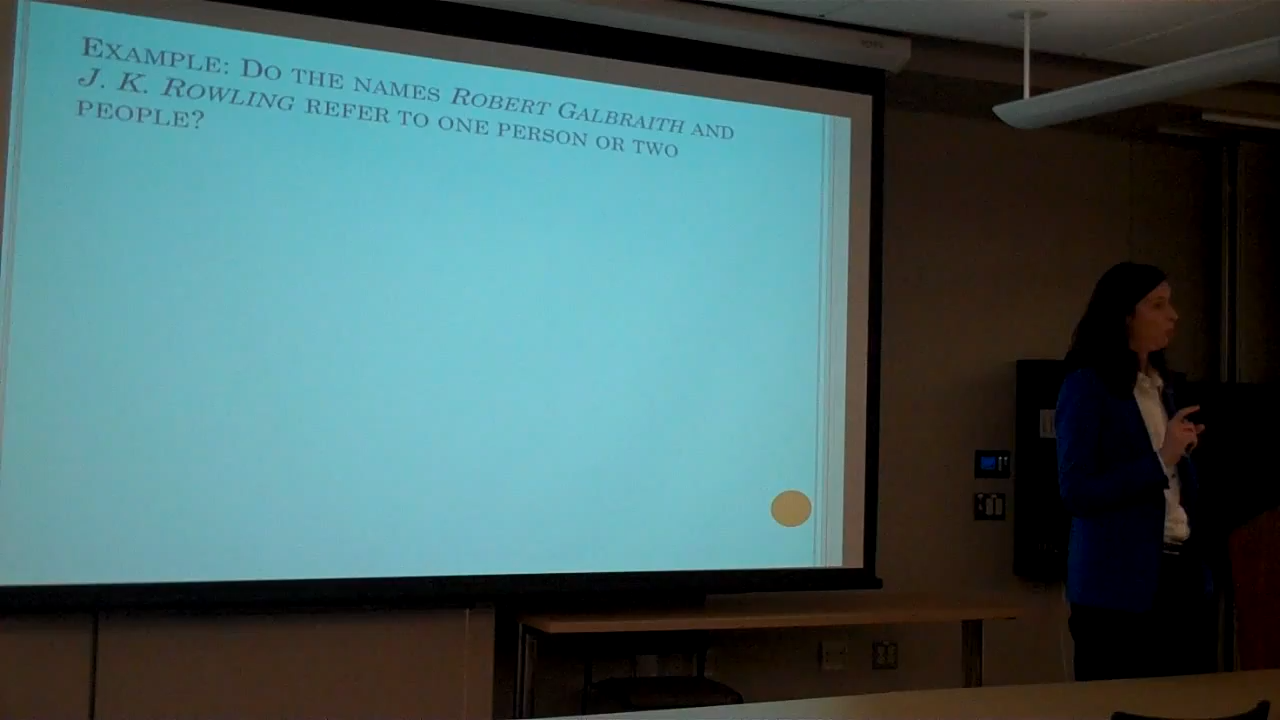 EXAMPLE: DO THE NAMES ROBERT GALBRAITH AND
J. K. ROWLING REFER TO ONE PERSON OR TWO
PEOPLE?